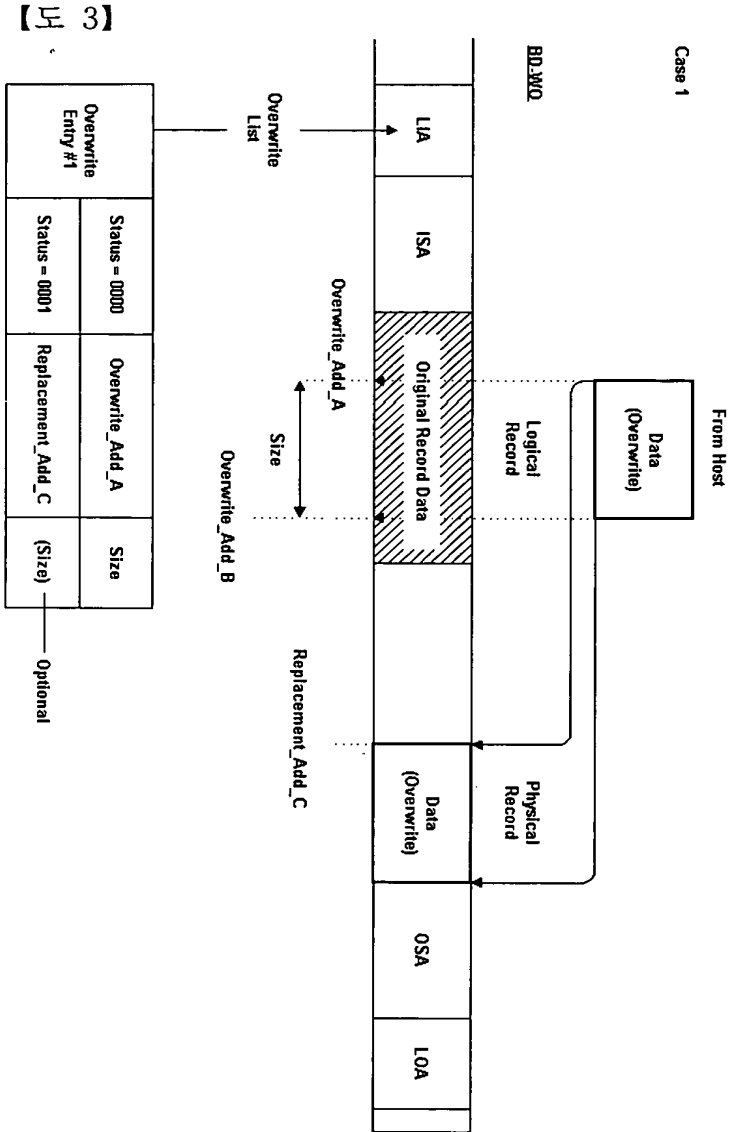 【도 3】
Case 1
From Host
Data
(Overwrite)
BD-WO
Logical
Record
Physical
Record
LIA
ISA
Original Record Data
Data
(Overwrite)
OSA
LOA
Overwrite_Add_A
Size
Overwrite_Add_B
Replacement_Add_C
Overwrite
List
Overwrite
Entry #1
Status = 0000
Overwrite_Add_A
Size
Status = 0001
Replacement_Add_C
(Size)
Optional